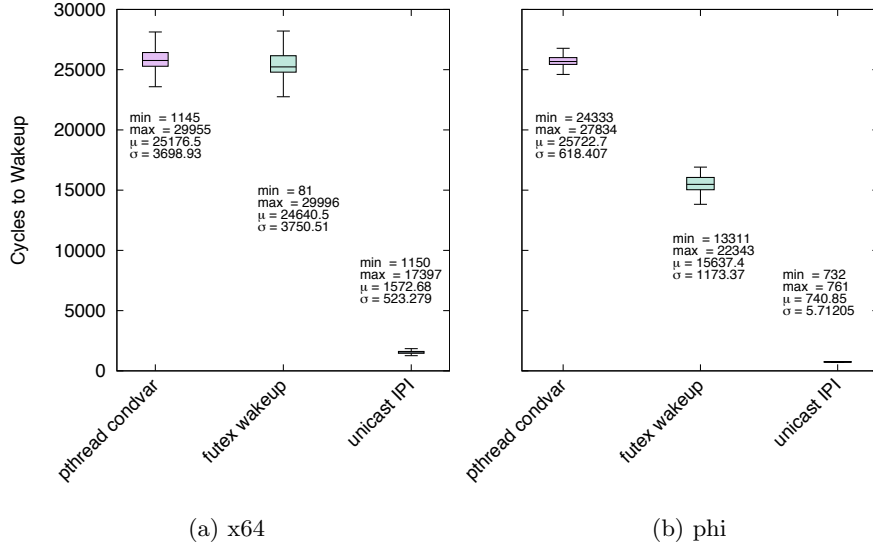 Cycles to Wakeup
30000
25000
20000
15000
10000
5000
0
min = 1145
max = 29955
μ = 25176.5
σ = 3698.93
min = 81
max = 29996
μ = 24640.5
σ = 3750.51
min = 1150
max = 17397
μ = 1572.68
σ = 523.279
pthread condvar
futex wakeup
unicast IPI
(a) x64
min = 24333
max = 27834
μ = 25722.7
σ = 618.407
min = 13311
max = 22343
μ = 15637.4
σ = 1173.37
min = 732
max = 761
μ = 740.85
σ = 5.71205
pthread condvar
futex wakeup
unicast IPI
(b) phi